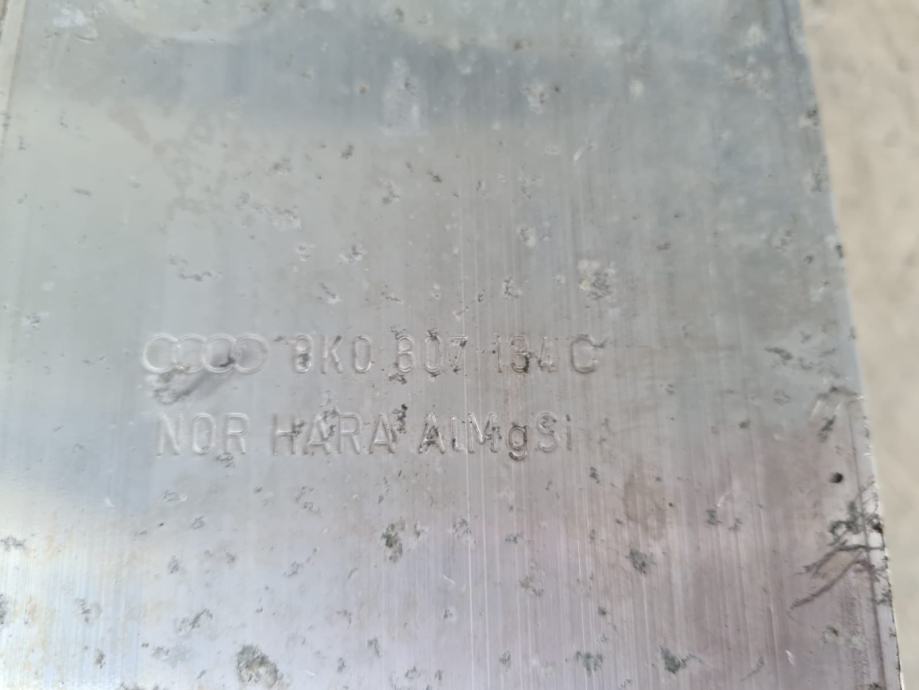 8K0 807 134 C
NOR HARA AlMgSi